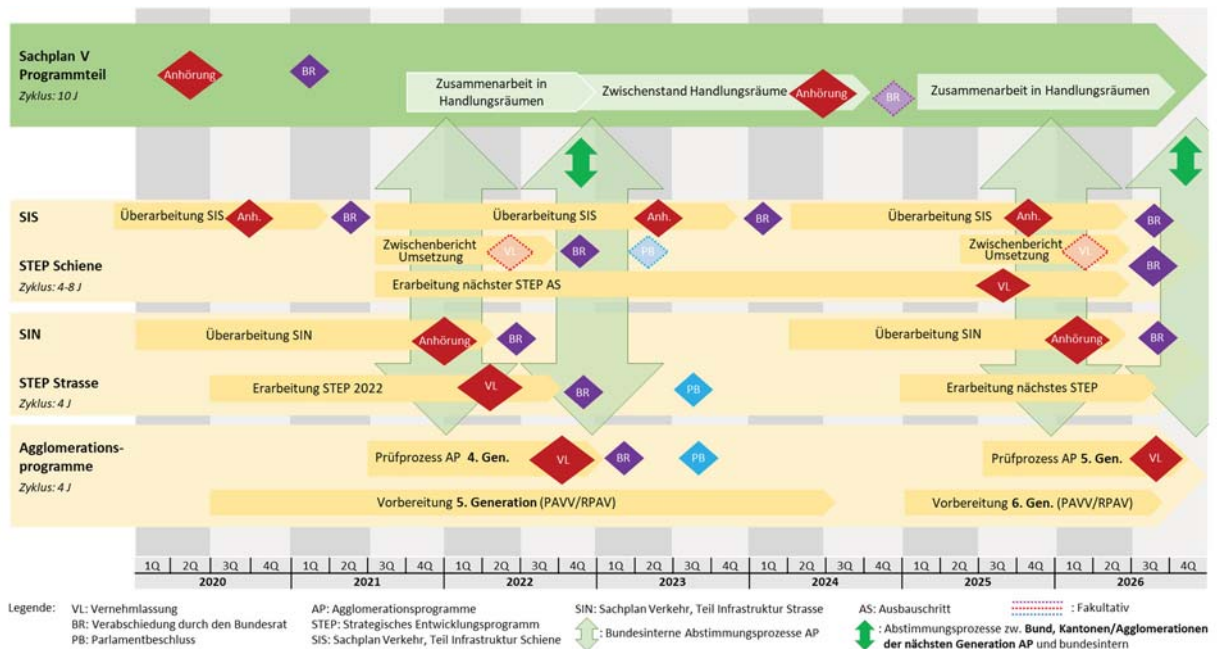 Sachplan V
Programmteil
Zyklus: 10 J
Anhörung
BR
Zusammenarbeit in
Handlungsräumen
Zwischenstand Handlungsräume
Anhörung
BR
Zusammenarbeit in Handlungsräumen
SIS
Überarbeitung SIS
Anh.
BR
Überarbeitung SIS
Anh.
BR
Überarbeitung SIS
Anh.
BR
STEP Schiene
Zyklus: 4-8 J
Zwischenbericht
Umsetzung
VL
BR
PB
Zwischenbericht
Umsetzung
VL
BR
Erarbeitung nächster STEP AS
VL
SIN
Überarbeitung SIN
Anhörung
BR
Überarbeitung SIN
Anhörung
BR
STEP Strasse
Zyklus: 4 J
Erarbeitung STEP 2022
VL
BR
PB
Erarbeitung nächstes STEP
Agglomerations-
programme
Zyklus: 4 J
Prüfprozess AP 4. Gen.
VL
BR
PB
Prüfprozess AP 5. Gen.
VL
Vorbereitung 5. Generation (PAVV/RPAV)
Vorbereitung 6. Gen. (PAVV/RPAV)
1Q 2Q 3Q 4Q 1Q 2Q 3Q 4Q 1Q 2Q 3Q 4Q 1Q 2Q 3Q 4Q 1Q 2Q 3Q 4Q 1Q 2Q 3Q 4Q 1Q 2Q 3Q 4Q
2020 2021 2022 2023 2024 2025 2026
Legende:
VL: Vernehmlassung
BR: Verabschiedung durch den Bundesrat
PB: Parlamentbeschluss
AP: Agglomerationsprogramme
STEP: Strategisches Entwicklungsprogramm
SIS: Sachplan Verkehr, Teil Infrastruktur Schiene
SIN: Sachplan Verkehr, Teil Infrastruktur Strasse
: Bundesinterne Abstimmungsprozesse AP
AS: Ausbauschritt
: Fakultativ
: Abstimmungsprozesse zw. Bund, Kantonen/Agglomerationen
der nächsten Generation AP und bundesintern